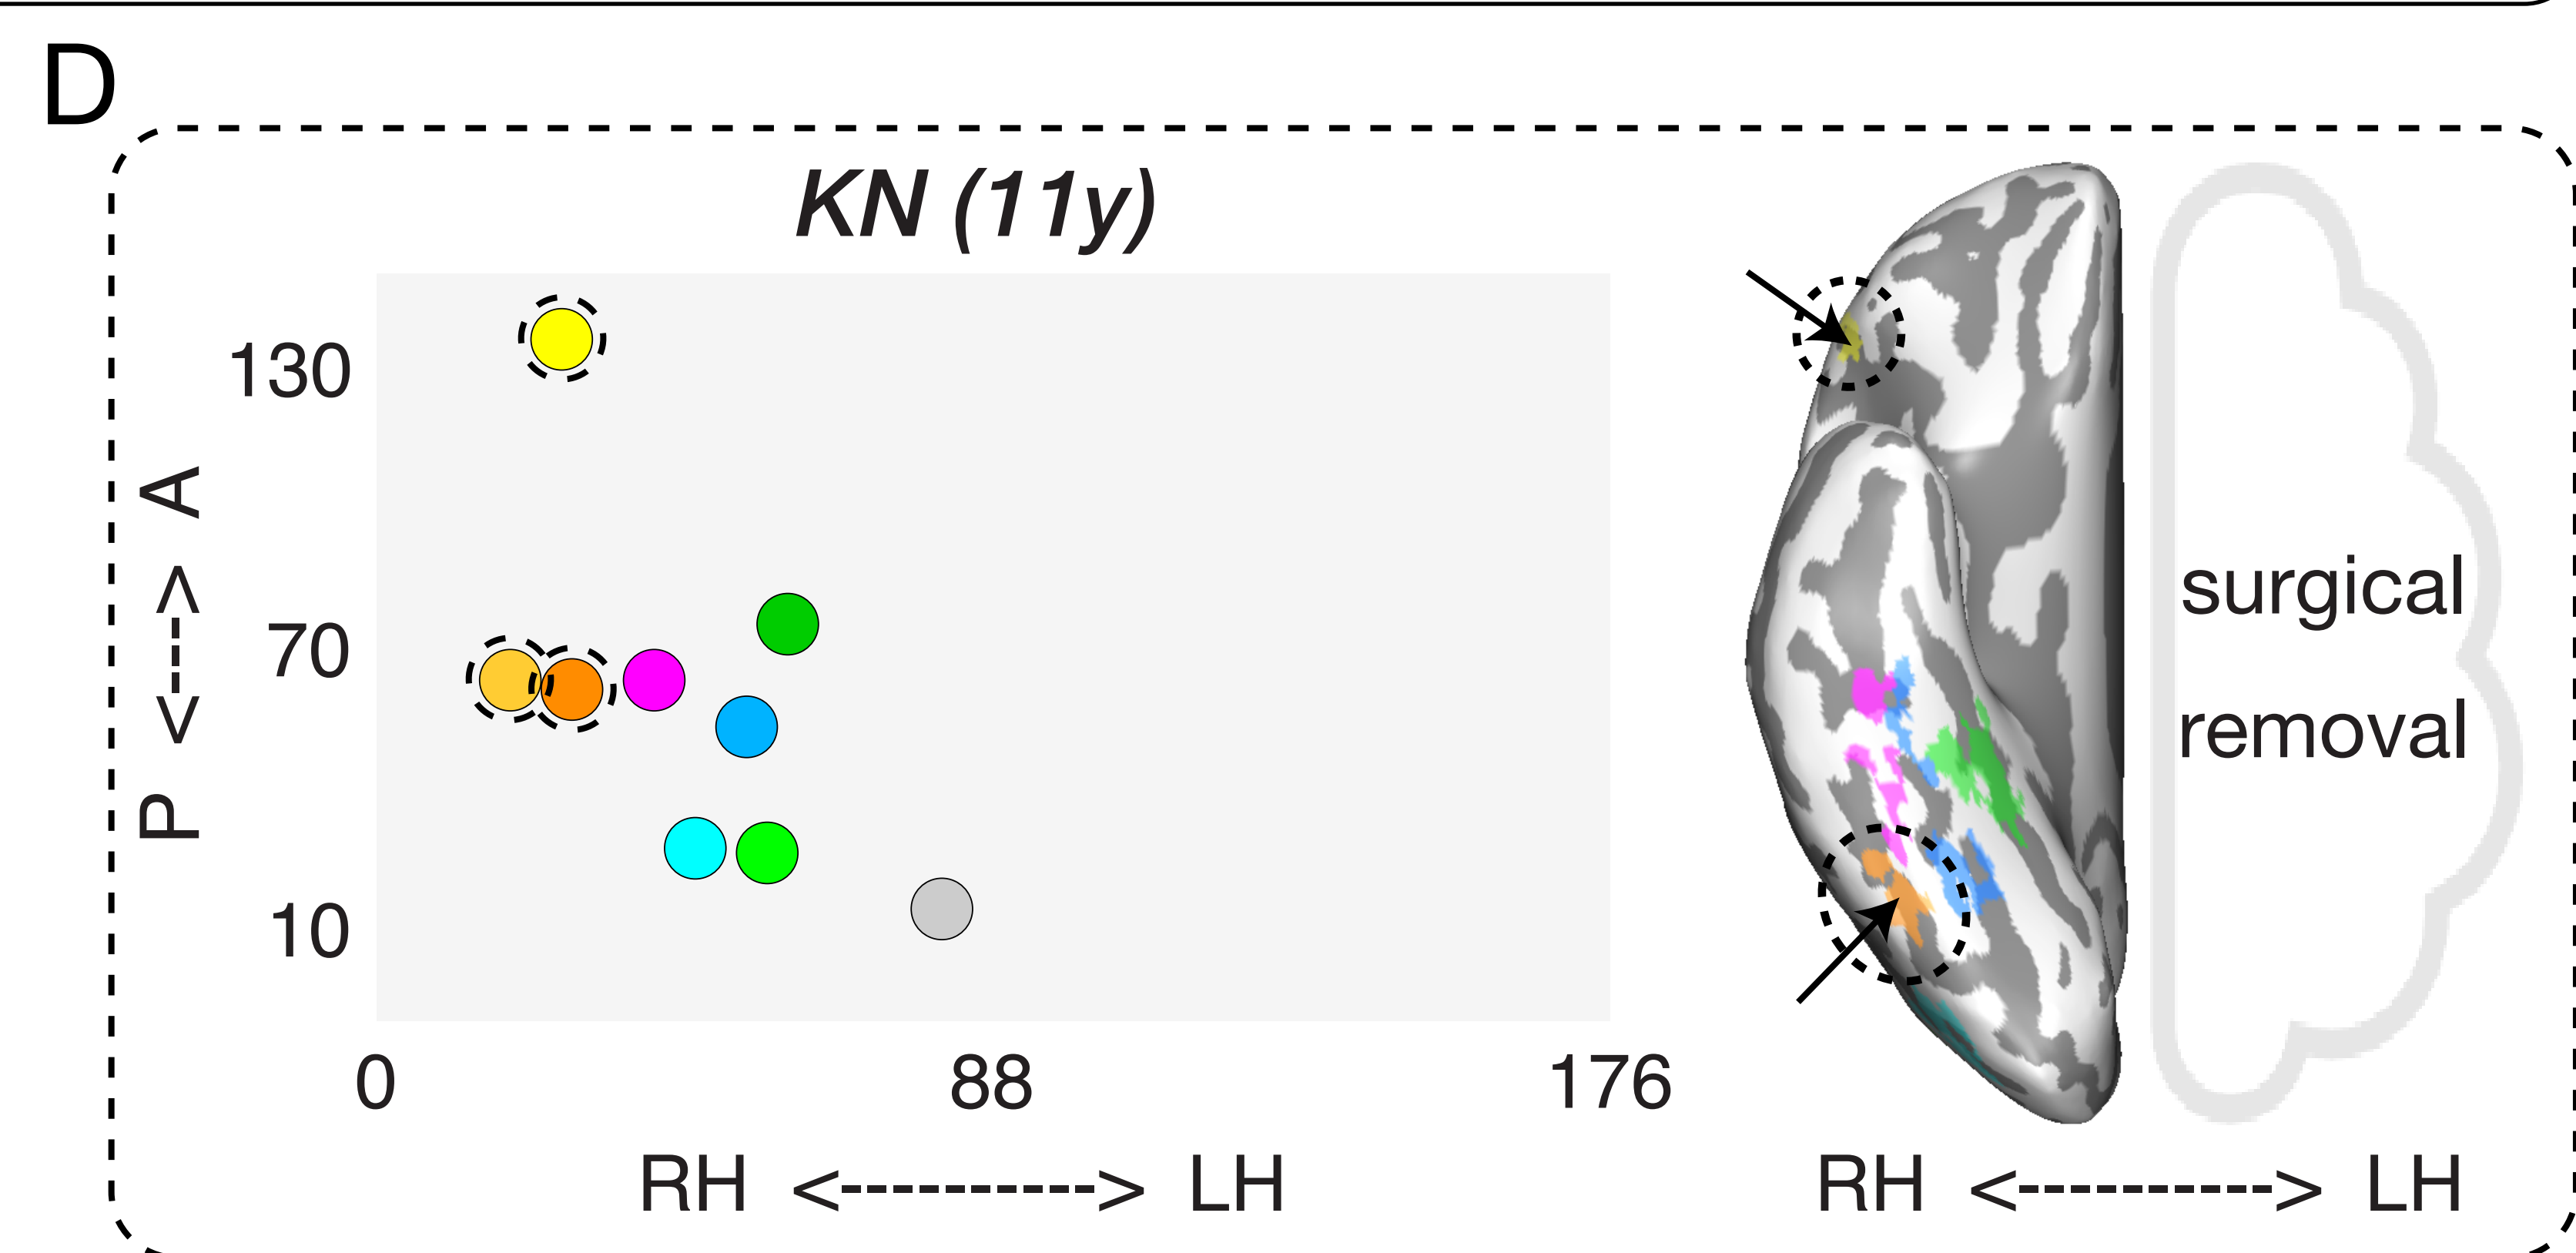 D
KN (11y)
130
70
10
P <---> A
0 88 176
RH <----------> LH
surgical
removal
RH <----------> LH